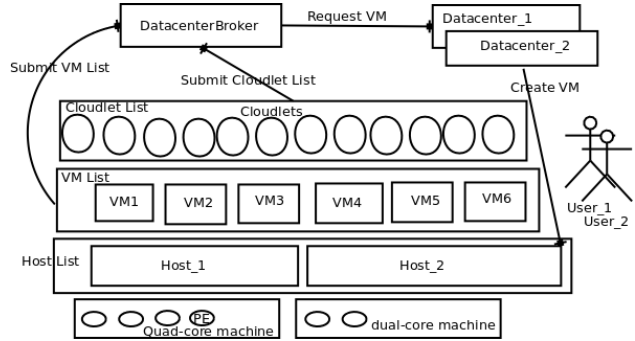 DatacenterBroker
Request VM
Datacenter_1
Datacenter_2
Submit VM List
Submit Cloudlet List
Create VM
Cloudlet List
Cloudlets
VM List
VM1
VM2
VM3
VM4
VM5
VM6
User_1
User_2
Host List
Host_1
Host_2
PE
Quad-core machine
dual-core machine